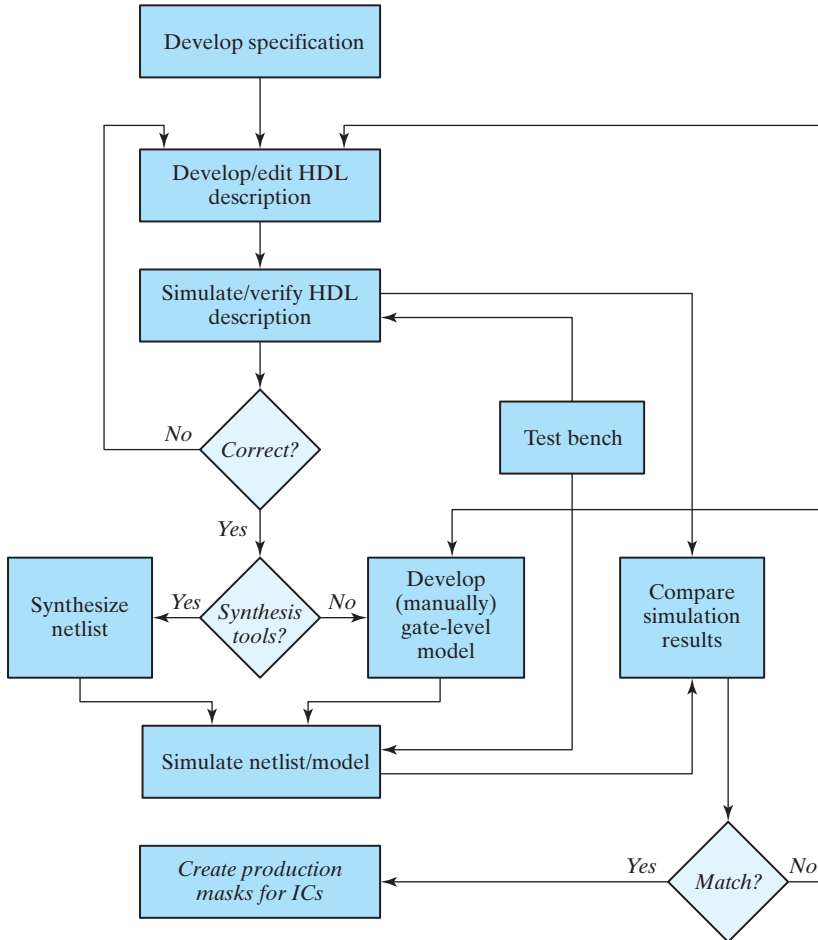 Develop specification
Develop/edit HDL
description
Simulate/verify HDL
description
No
Correct?
Test bench
Yes
Synthesize
netlist
Yes
Synthesis
tools?
No
Develop
(manually)
gate-level
model
Compare
simulation
results
Simulate netlist/model
Create production
masks for ICs
Yes
Match?
No